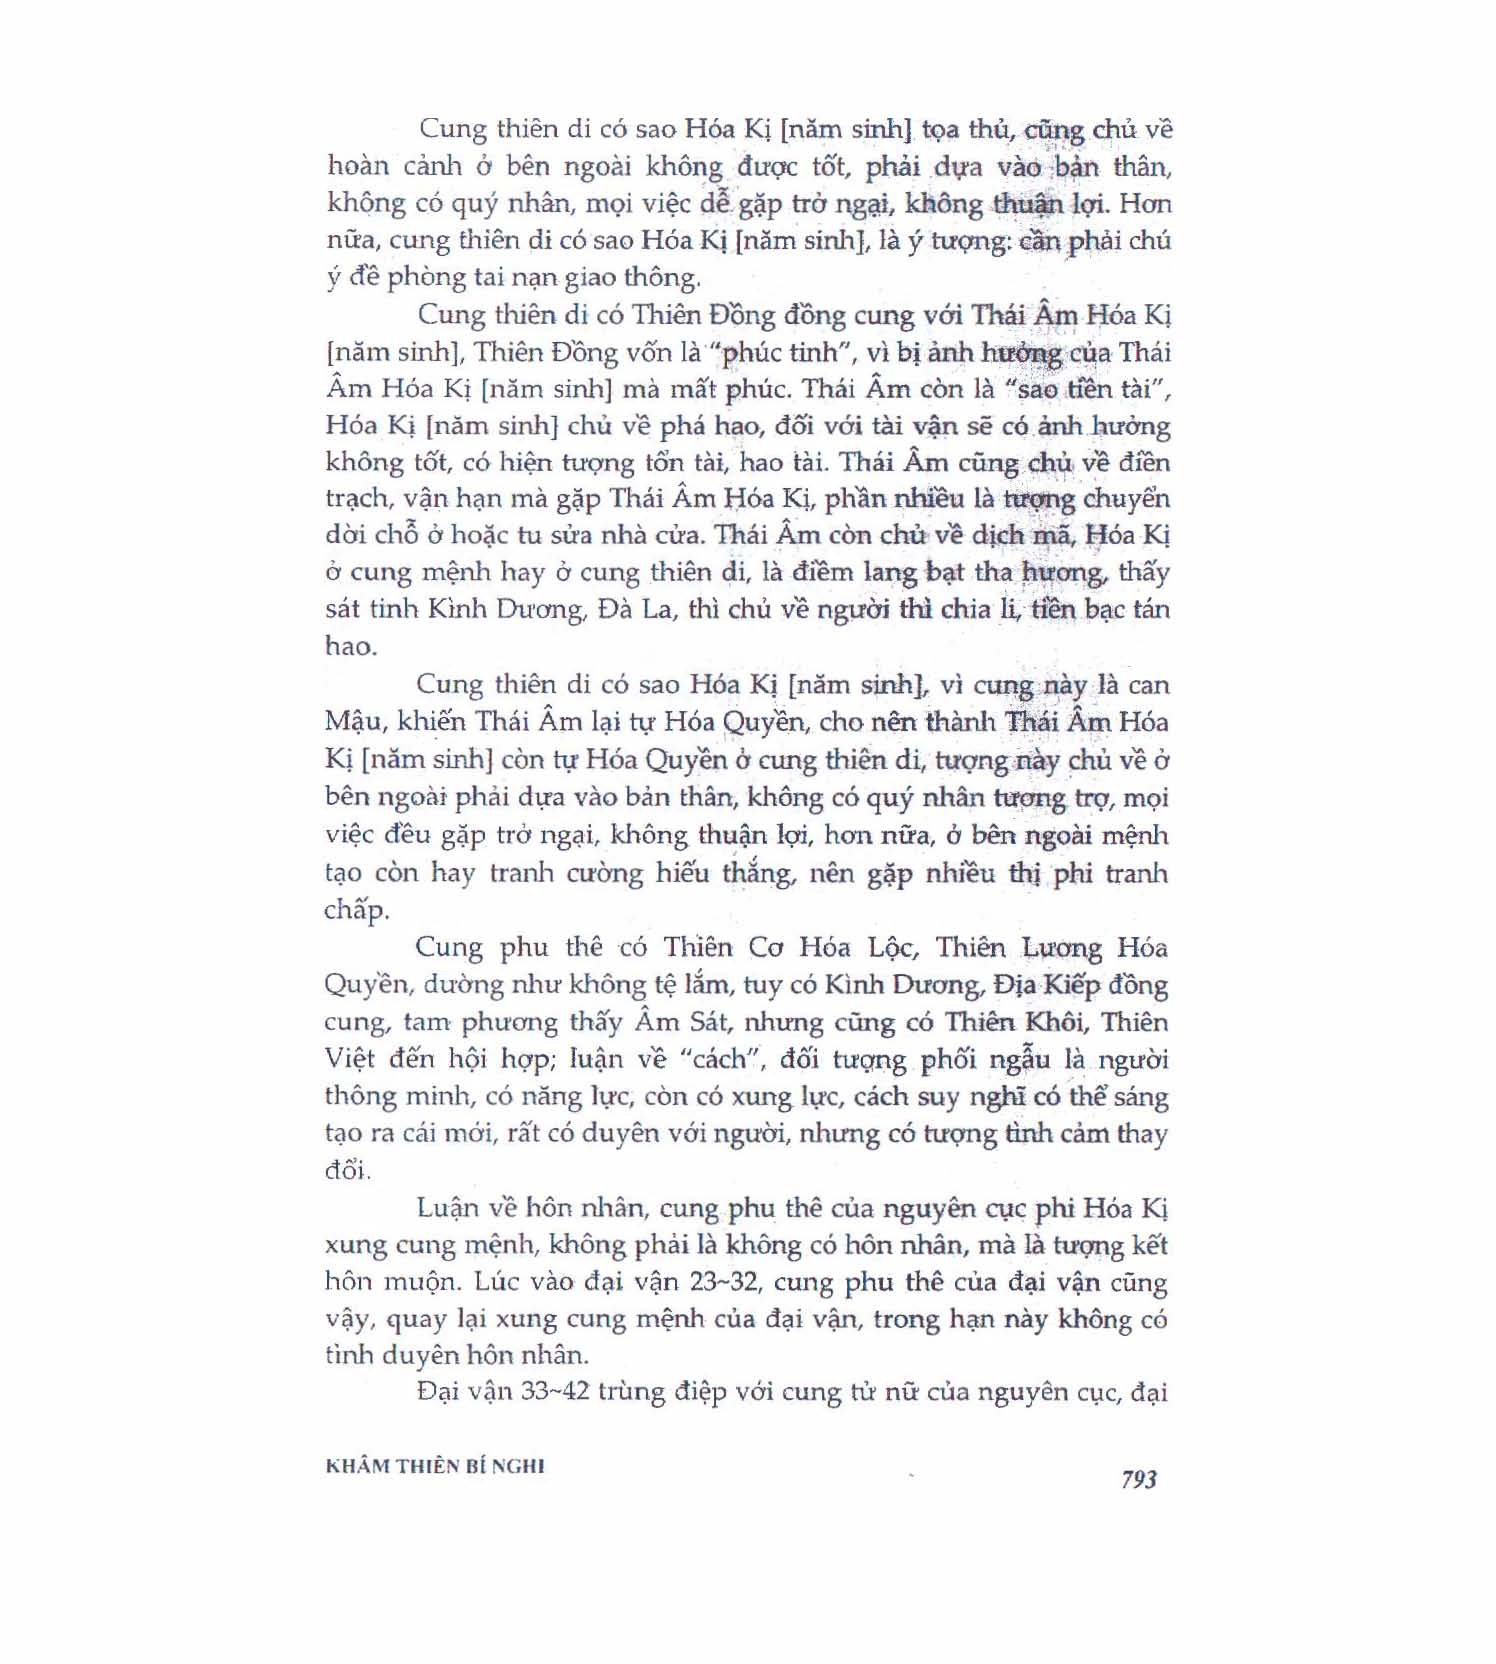 Cung thiên di có sao Hóa Kị [năm sinh] tọa thủ, cũng chủ về
hoàn cảnh ở bên ngoài không được tốt, phải dựa vào bản thân,
không có quý nhân, mọi việc dễ gặp trở ngại, không thuận lợi. Hơn
nữa, cung thiên di có sao Hóa Kị [năm sinh], là ý tượng: cần phải chú
ý đề phòng tai nạn giao thông.
Cung thiên di có Thiên Đồng đồng cung với Thái Âm Hóa Kị
[năm sinh], Thiên Đồng vốn là “phúc tinh”, vì bị ảnh hưởng của Thái
Âm Hóa Kị [năm sinh] mà mất phúc. Thái Âm còn là “sao tiền tài”,
Hóa Kị [năm sinh] chủ về phá hao, đối với tài vận sẽ có ảnh hưởng
không tốt, có hiện tượng tổn tài, hao tài. Thái Âm cũng chủ về điền
trạch, vận hạn mà gặp Thái Âm Hóa Kị, phần nhiều là tượng chuyển
dời chỗ ở hoặc tu sửa nhà cửa. Thái Âm còn chủ về dịch mã, Hóa Kị
ở cung mệnh hay ở cung thiên di, là điềm lang bạt tha hương, thấy
sát tinh Kình Dương, Đà La, thì chủ về người thì chia li, tiền bạc tán
hao.
Cung thiên di có sao Hóa Kị [năm sinh], vì cung này là can
Mậu, khiến Thái Âm lại tự Hóa Quyền, cho nên thành Thái Âm Hóa
Kị [năm sinh] còn tự Hóa Quyền ở cung thiên di, tượng này chủ về ở
bên ngoài phải dựa vào bản thân, không có quý nhân tương trợ, mọi
việc đều gặp trở ngại, không thuận lợi, hơn nữa, ở bên ngoài mệnh
tạo còn hay tranh cường hiếu thắng, nên gặp nhiều thị phi tranh
chấp.
Cung phu thê có Thiên Cơ Hóa Lộc, Thiên Lương Hóa
Quyền, dường như không tệ lắm, tuy có Kình Dương, Địa Kiếp đồng
cung, tam phương thấy Âm Sát, nhưng cũng có Thiên Khôi, Thiên
Việt đến hội hợp; luận về “cách”, đối tượng phối ngẫu là người
thông minh, có năng lực, còn có xung lực, cách suy nghĩ có thể sáng
tạo ra cái mới, rất có duyên với người, nhưng có tượng tình cảm thay
đổi.
Luận về hôn nhân, cung phu thê của nguyên cục phi Hóa Kị
xung cung mệnh, không phải là không có hôn nhân, mà là tượng kết
hôn muộn. Lúc vào đại vận 23~32, cung phu thê của đại vận cũng
vậy, quay lại xung cung mệnh của đại vận, trong hạn này không có
tình duyên hôn nhân.
Đại vận 33~42 trùng điệp với cung tử nữ của nguyên cục, đại
KHÂM THIÊN BÍ NGHI
793